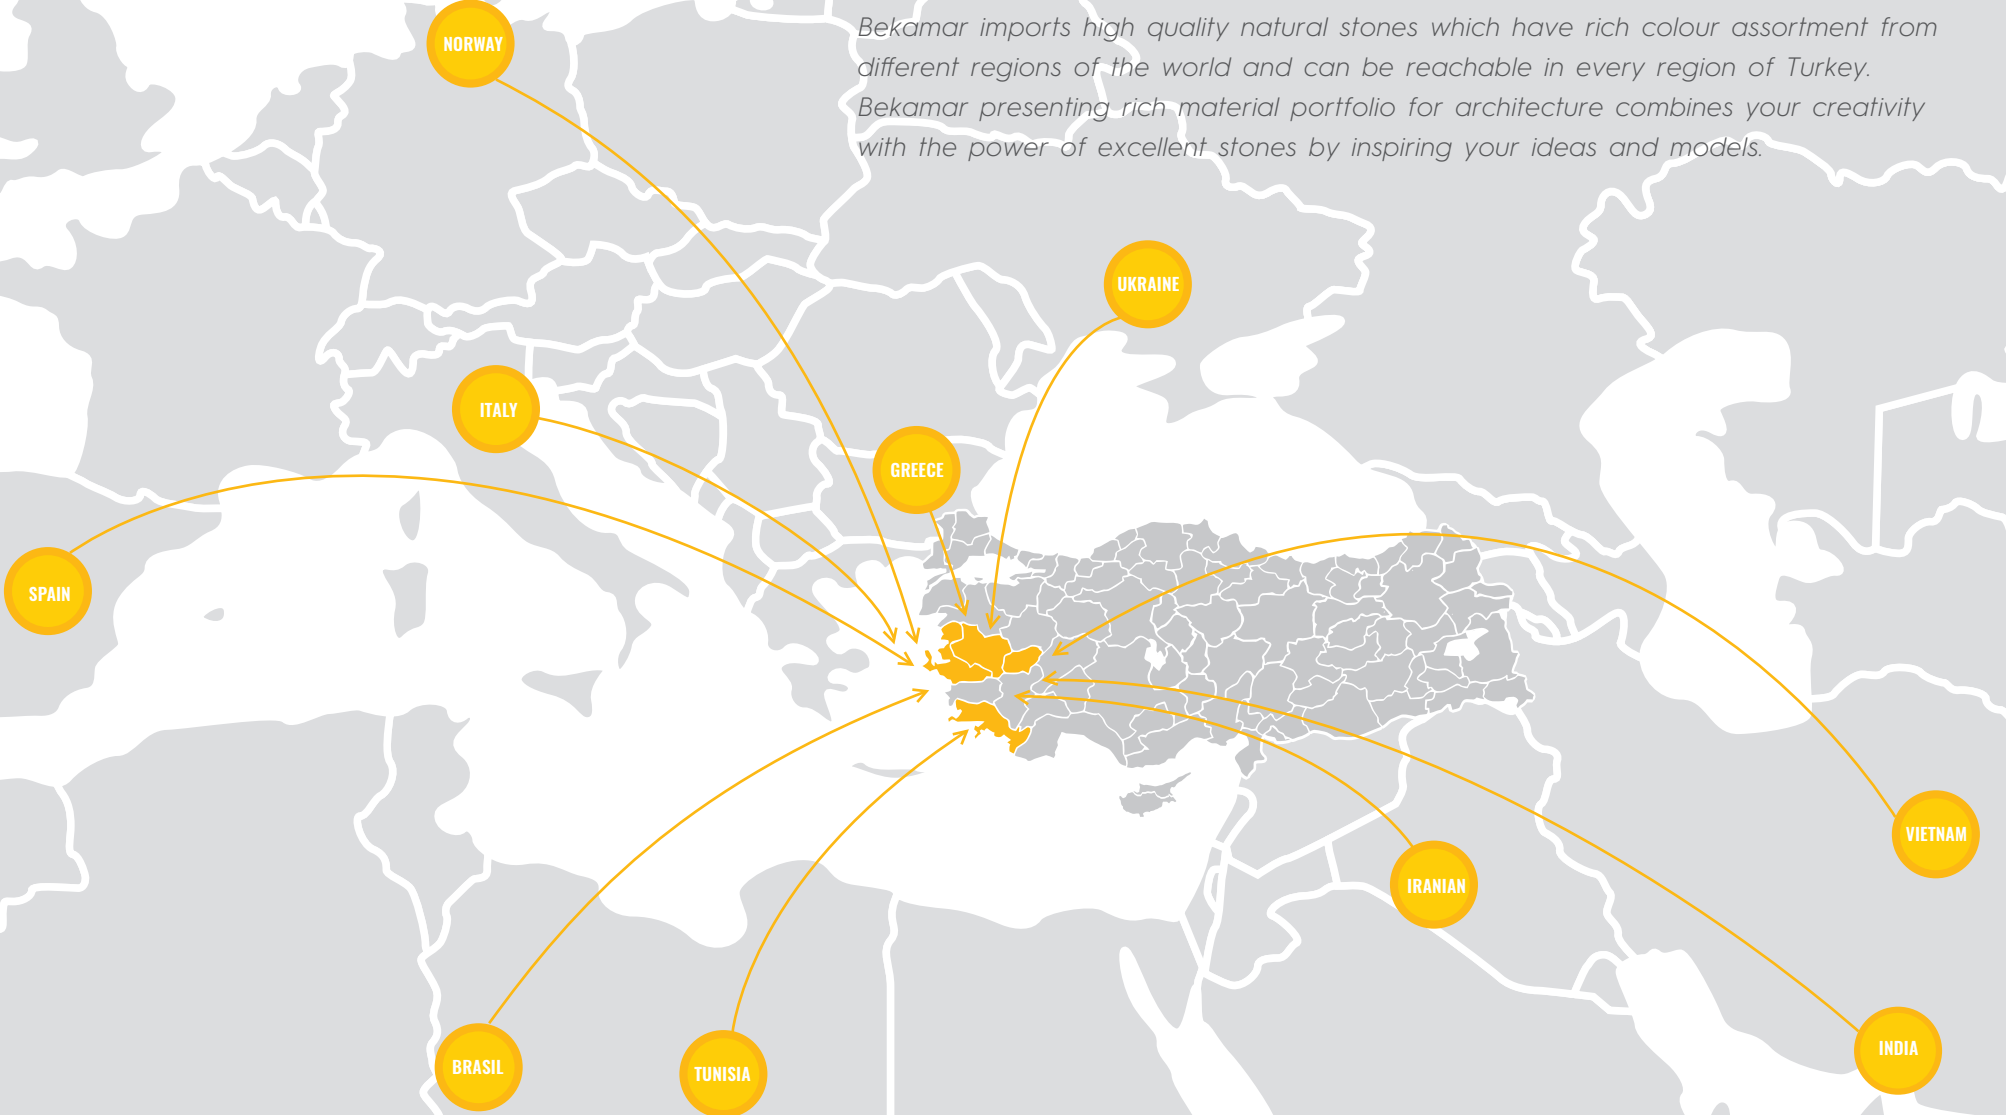 Bekamar imports high quality natural stones which have rich colour assortment from
different regions of the world and can be reachable in every region of Turkey.
Bekamar presenting rich material portfolio for architecture combines your creativity
with the power of excellent stones by inspiring your ideas and models.
NORWAY
UKRAINE
ITALY
GREECE
SPAIN
VIETNAM
IRANIAN
INDIA
BRASIL
TUNISIA